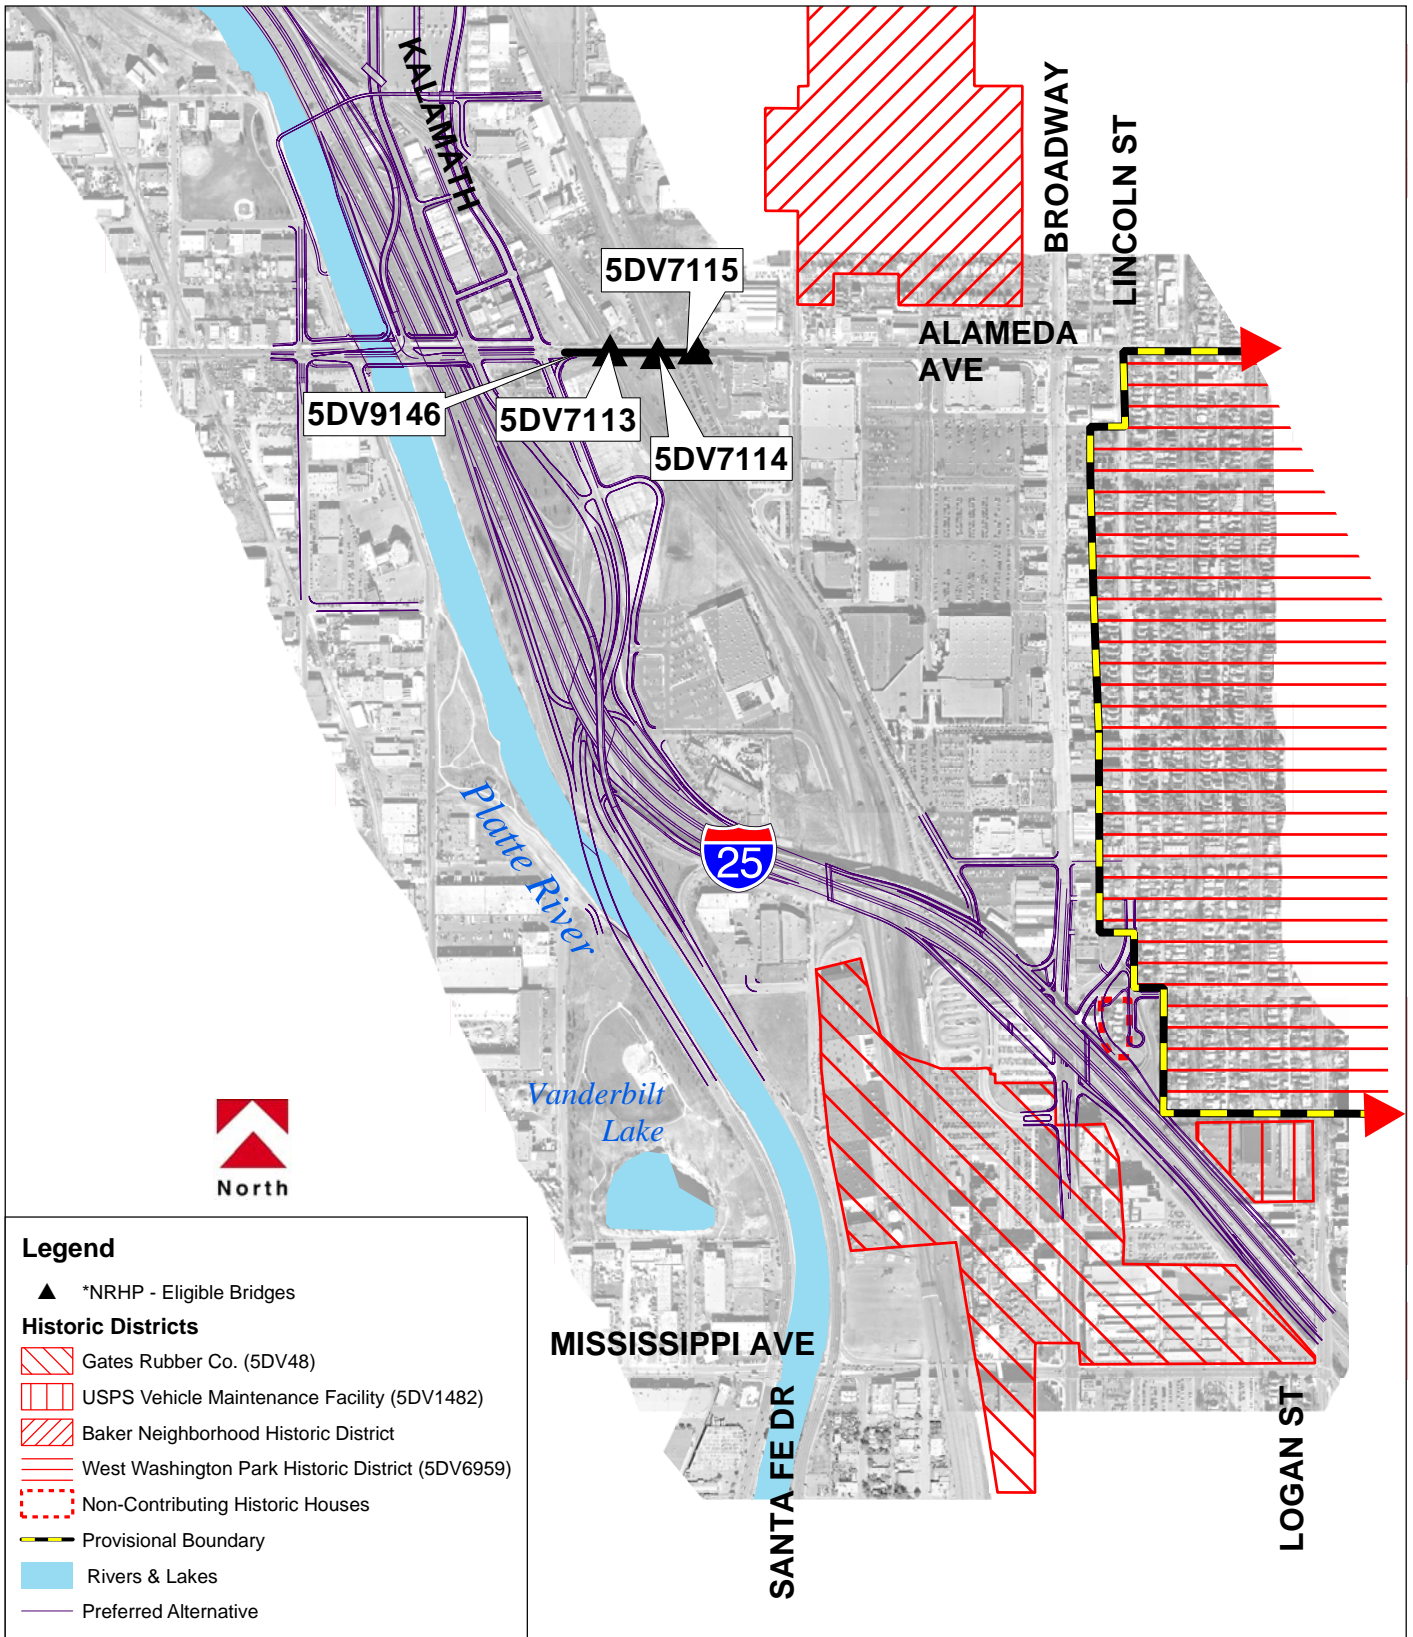 KALAMATH
BROADWAY
LINCOLN ST
5DV7115
ALAMEDA
AVE
5DV9146
5DV7113
5DV7114
25
Platte River
Vanderbilt
Lake
North
MISSISSIPPI AVE
SANTA FE DR
LOGAN ST
Legend
*NRHP - Eligible Bridges
Historic Districts
Gates Rubber Co. (5DV48)
USPS Vehicle Maintenance Facility (5DV1482)
Baker Neighborhood Historic District
West Washington Park Historic District (5DV6959)
Non-Contributing Historic Houses
Provisional Boundary
Rivers & Lakes
Preferred Alternative